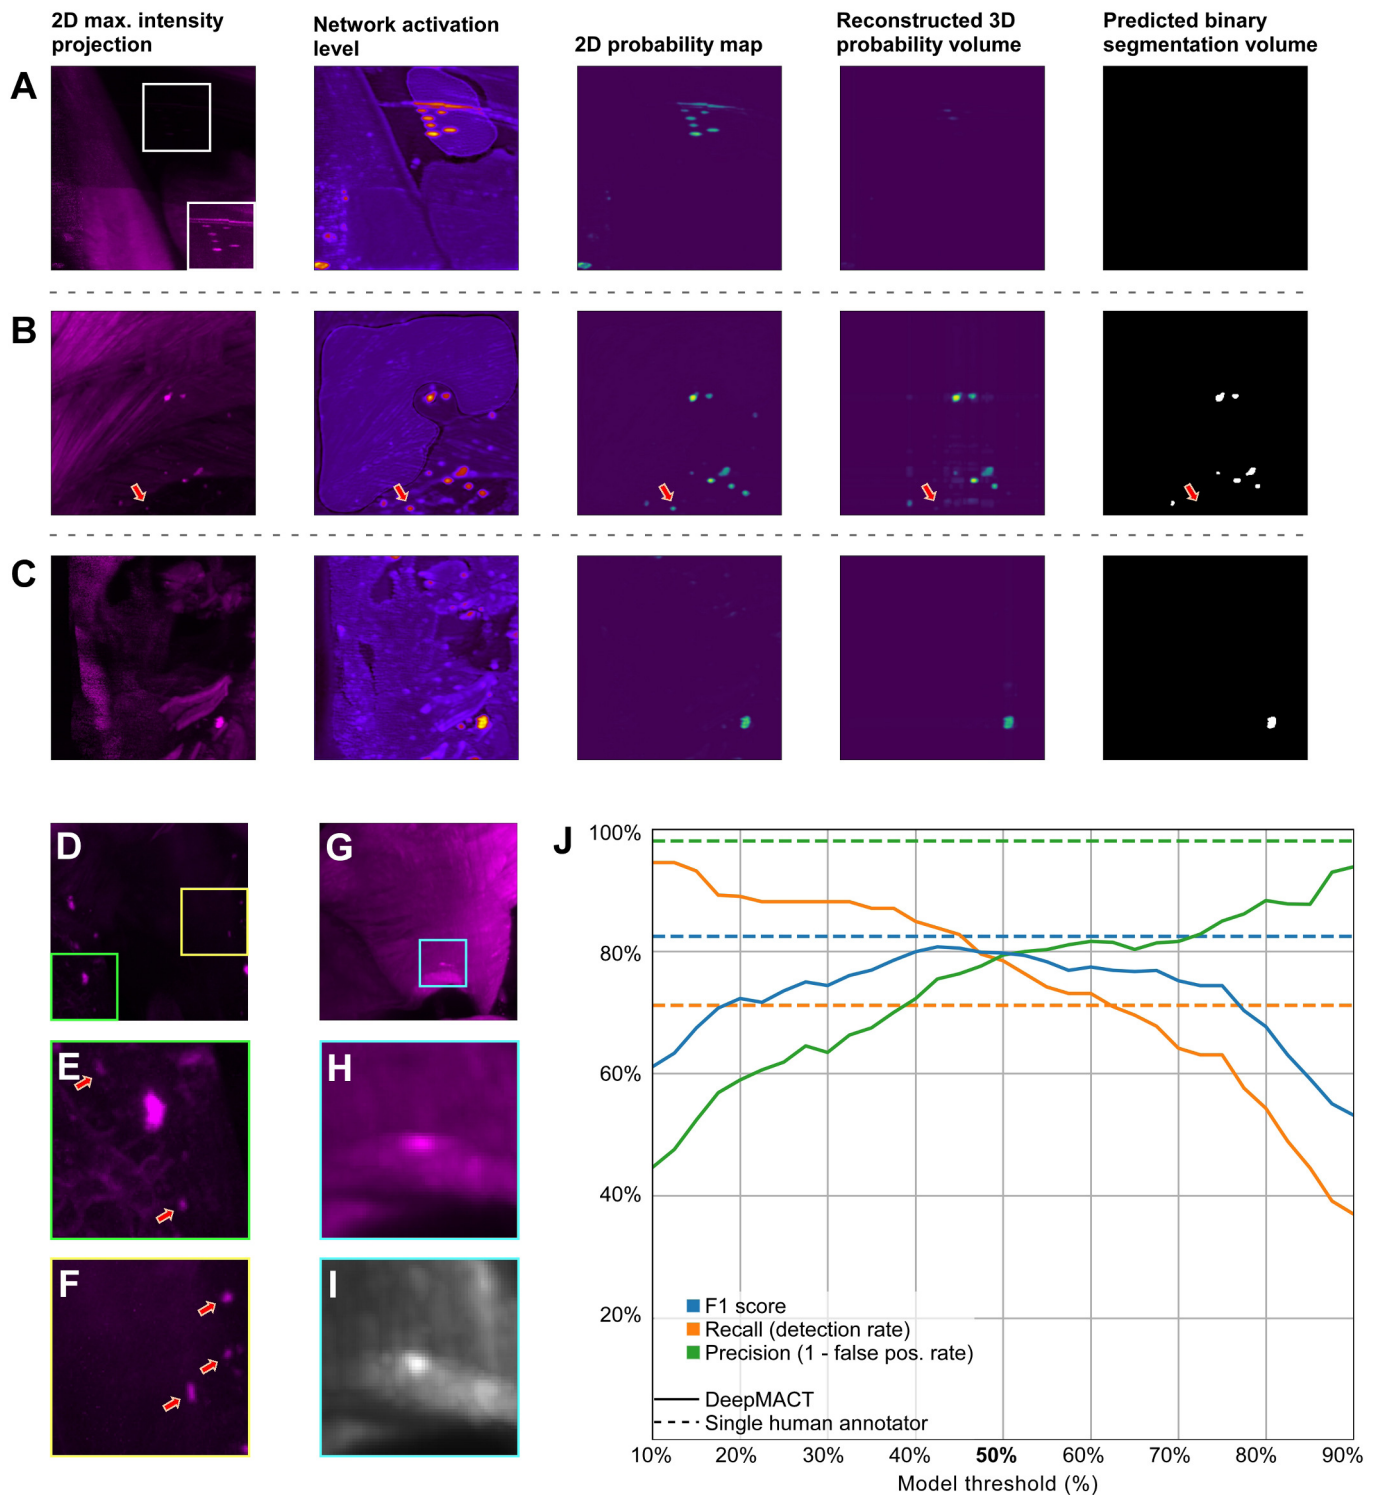 2D max. intensity
projection
Network activation
level
2D probability map
Reconstructed 3D
probability volume
Predicted binary
segmentation volume
A
B
C
D
E
F
G
H
I
J
100%
80%
60%
40%
20%
F1 score
Recall (detection rate)
Precision (1 - false pos. rate)
DeepMACT
Single human annotator
10% 20% 30% 40% 50% 60% 70% 80% 90%
Model threshold (%)